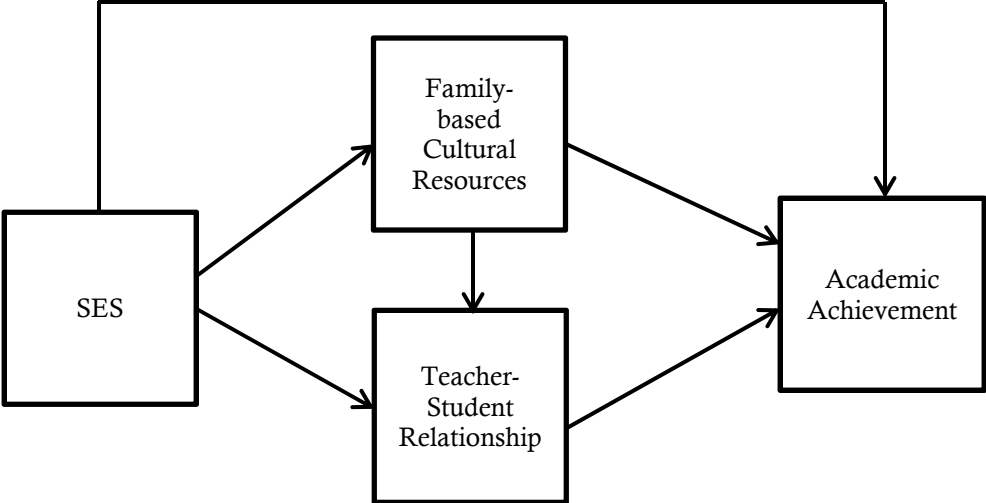 Family-
based
Cultural
Resources
SES
Academic
Achievement
Teacher-
Student
Relationship